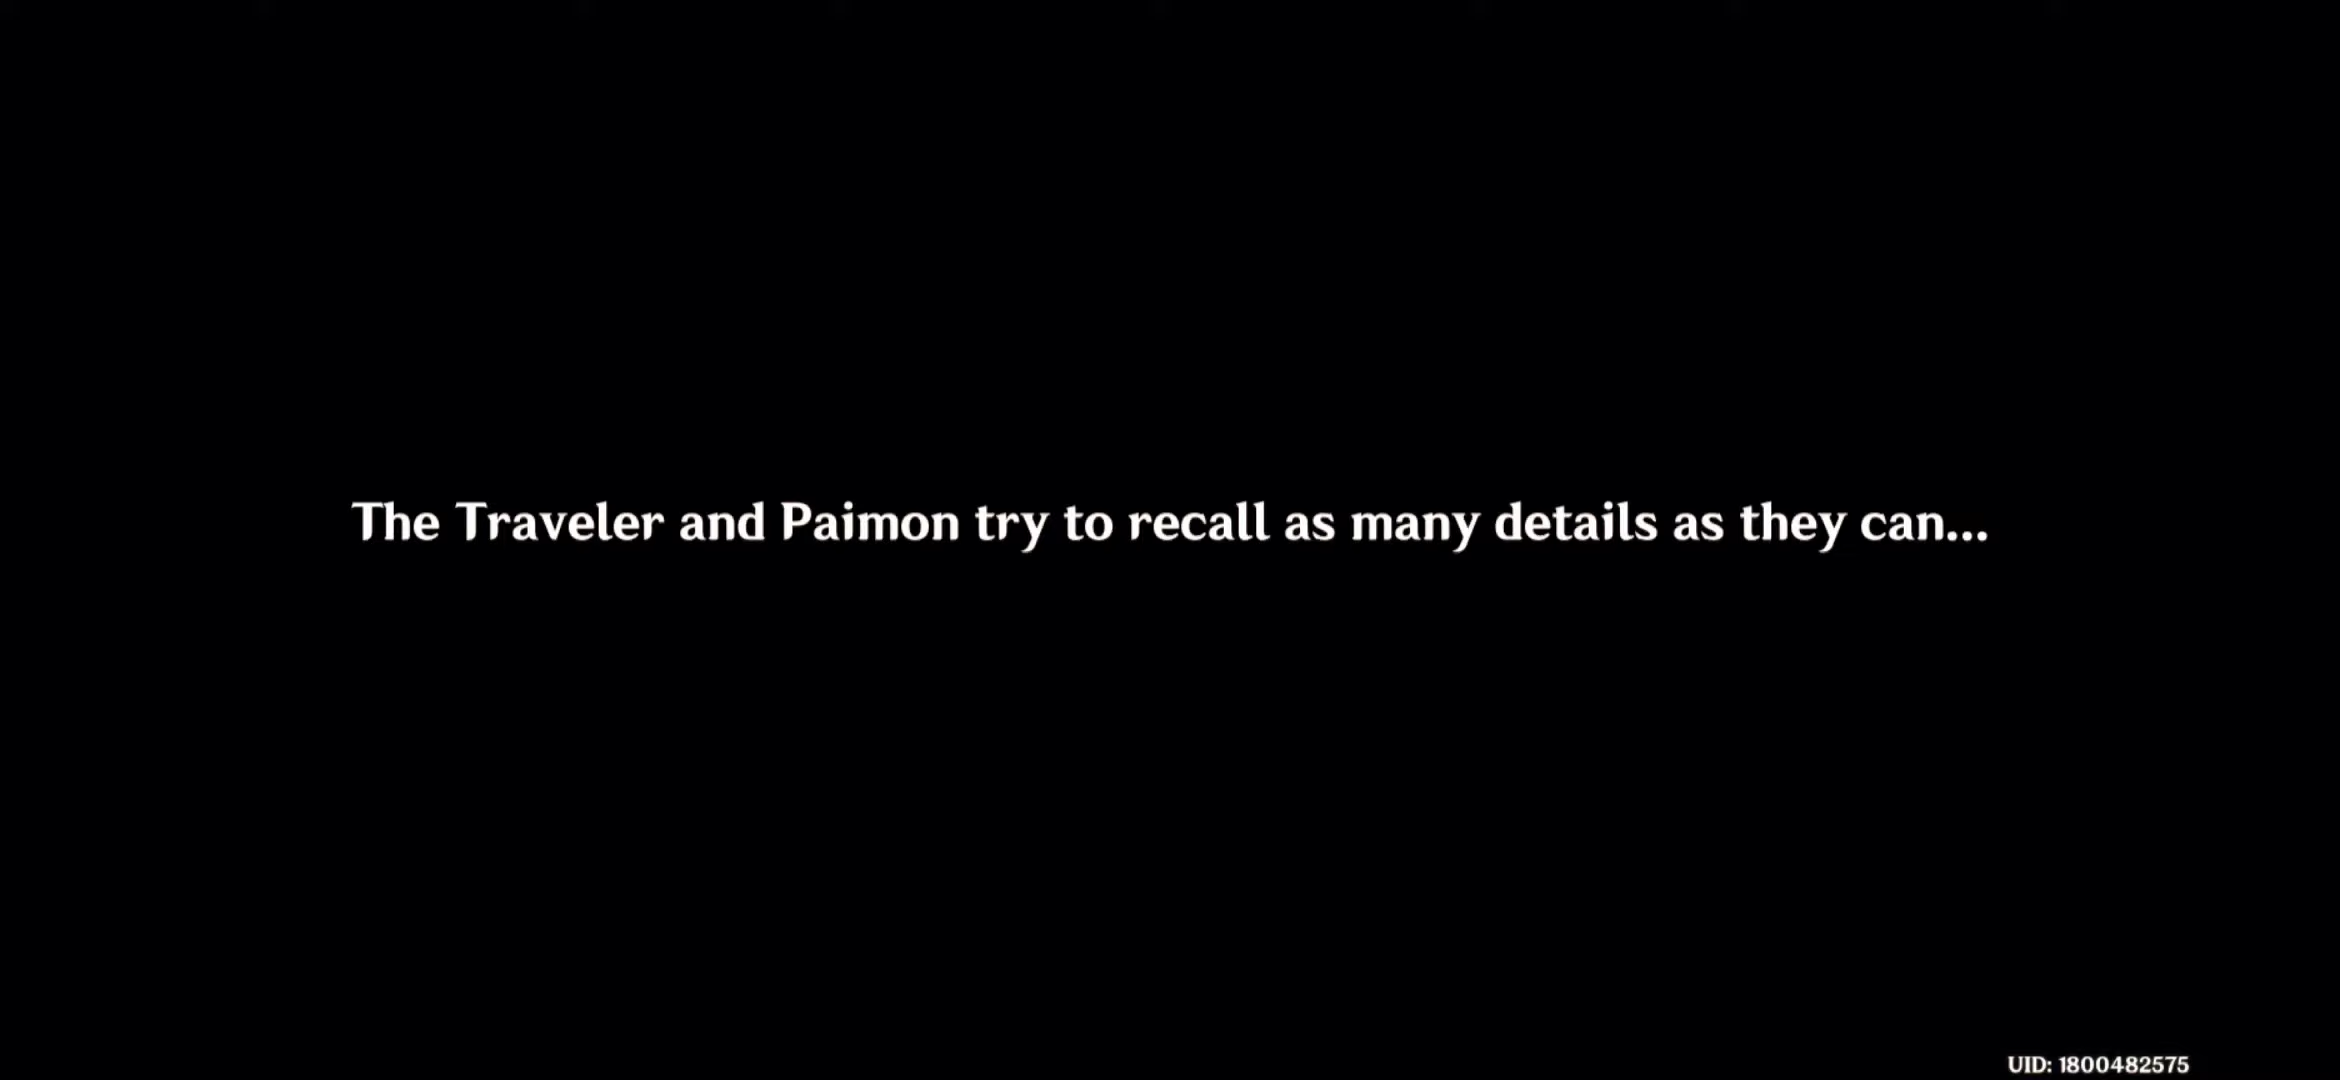 The Traveler and Paimon try to recall as many details as they can...
UID: 1800482575